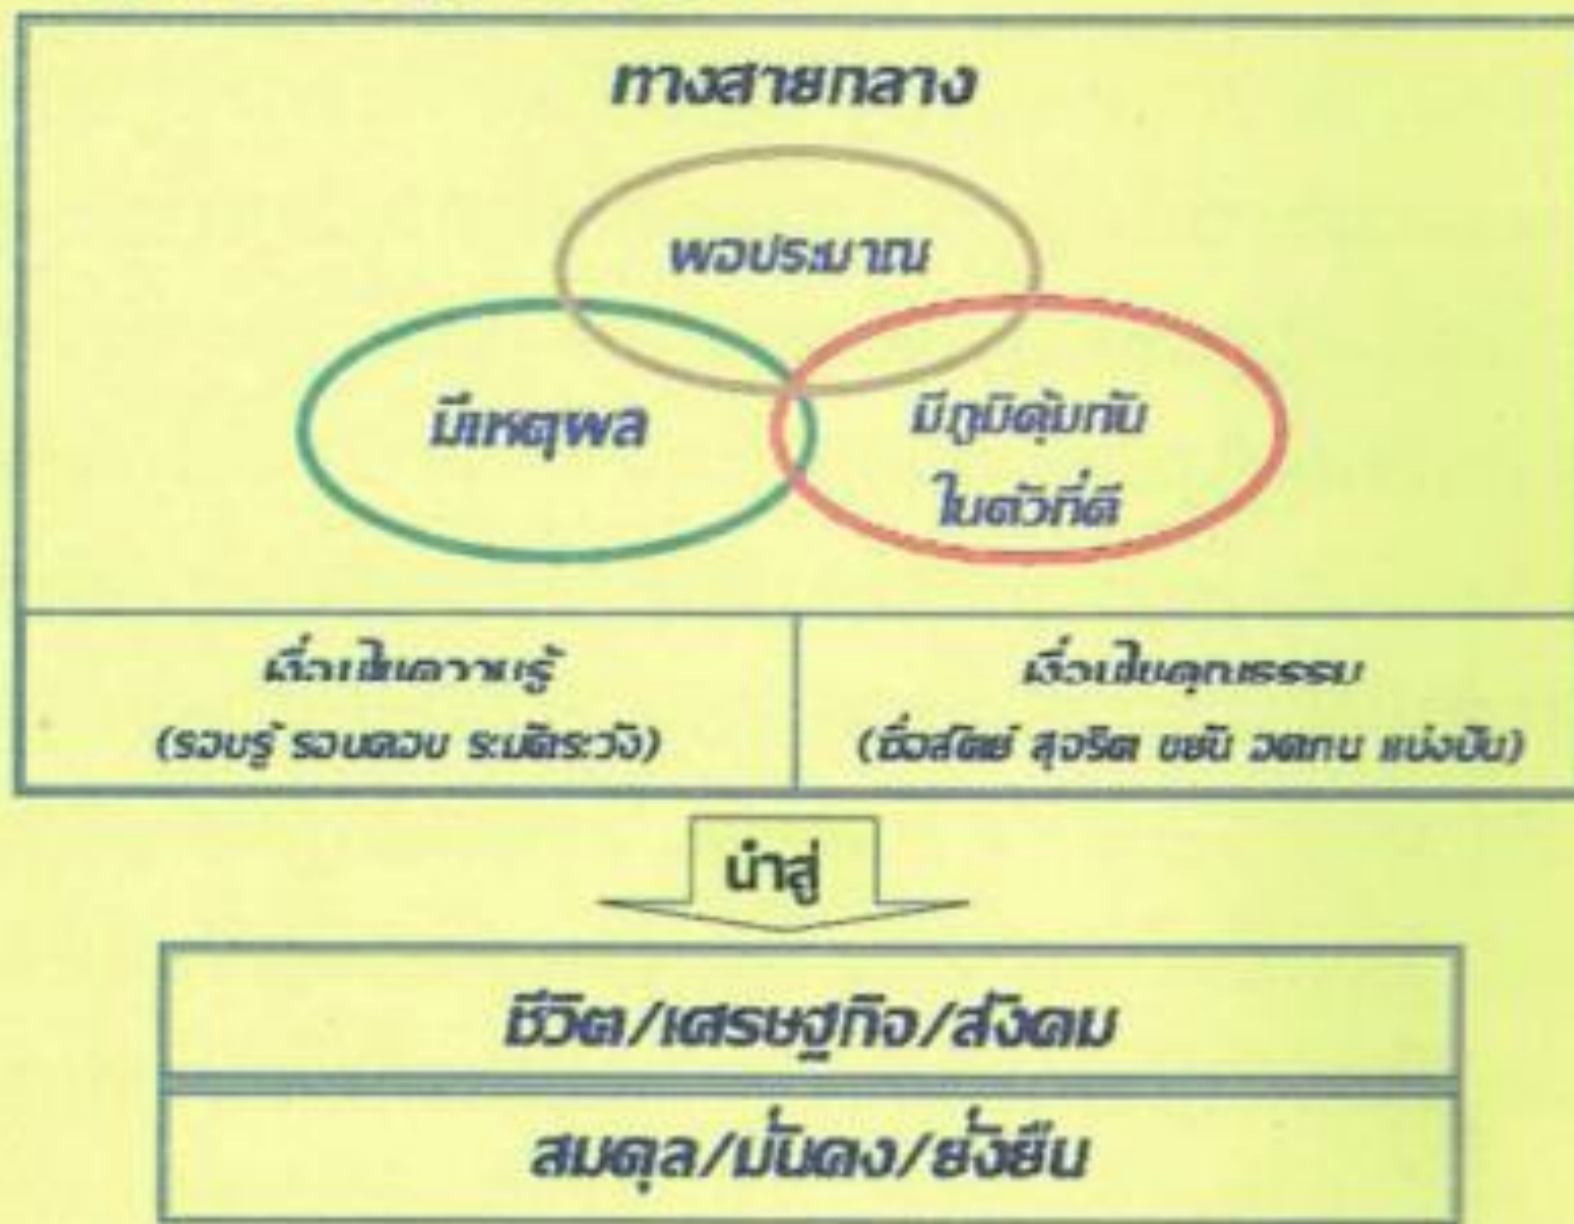 ทางสายกลาง
พอประมาณ
มีเหตุผล
มีภูมิคุ้มกัน
ในตัวที่ดี
เงื่อนไขความรู้
(รอบรู้ รอบคอบ ระมัดระวัง)
เงื่อนไขคุณธรรม
(ซื่อสัตย์ สุจริต ขยัน อดทน แบ่งปัน)
นำสู่
ชีวิต/เศรษฐกิจ/สังคม
สมดุล/มั่นคง/ยั่งยืน